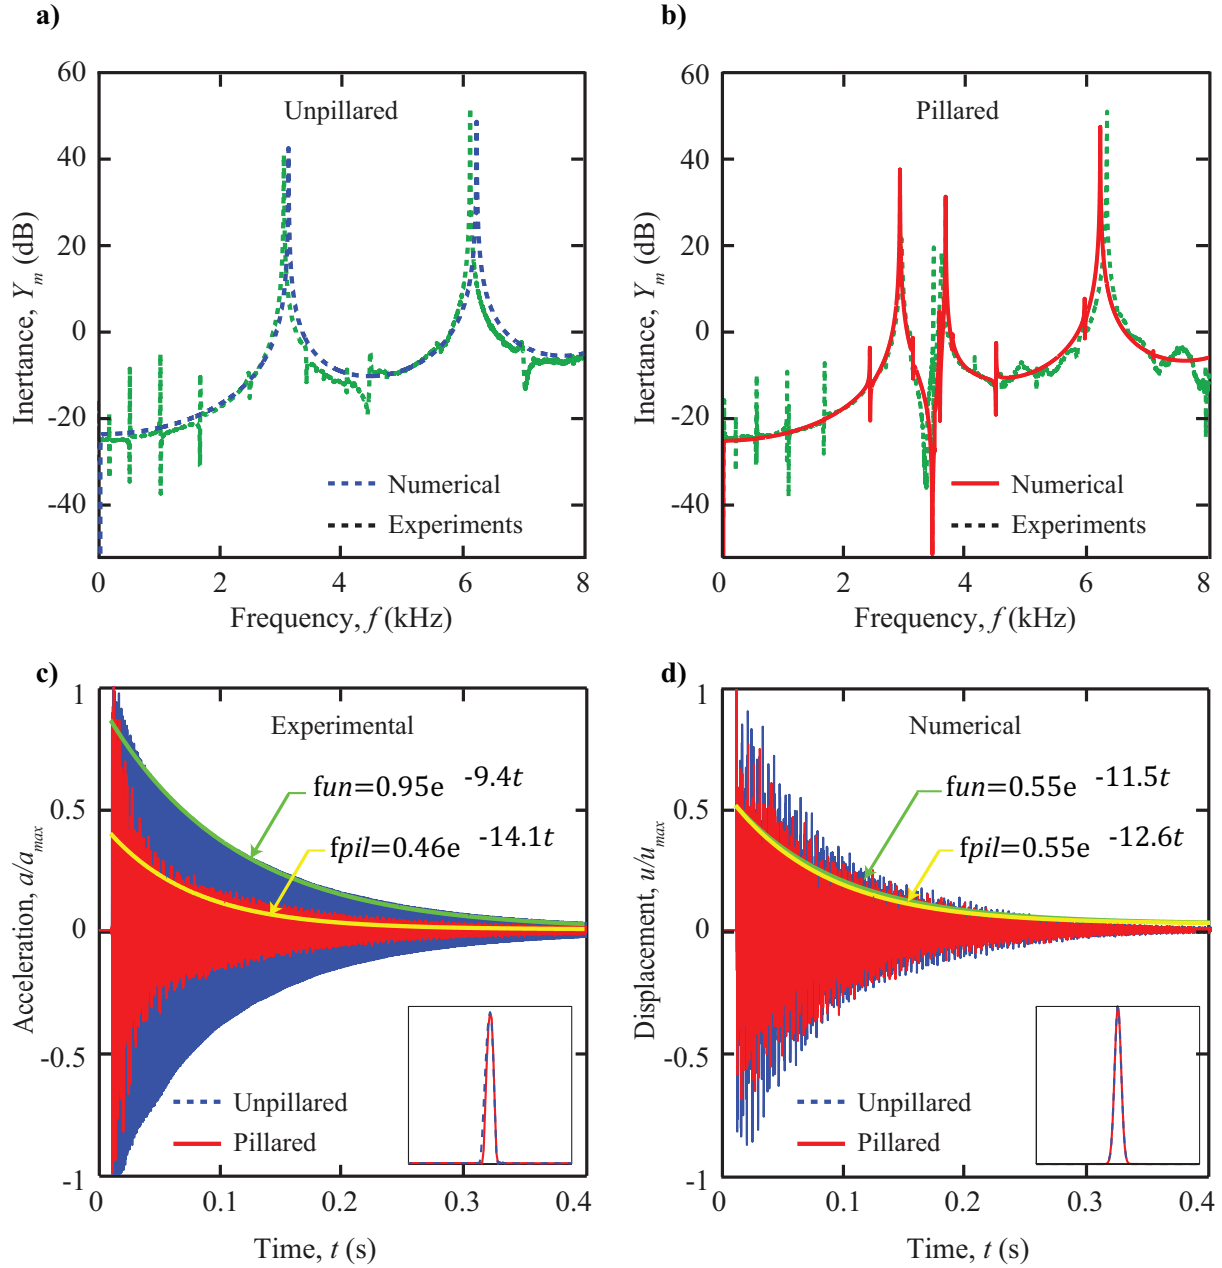 a)
60
40
20
0
-20
-40
Inertance, Y_m (dB)
Unpillared
Numerical
Experiments
0 2 4 6 8
Frequency, f (kHz)
b)
60
40
20
0
-20
-40
Inertance, Y_m (dB)
Pillared
Numerical
Experiments
0 2 4 6 8
Frequency, f (kHz)
c)
1
0.5
0
-0.5
-1
Acceleration, a/a_max
Experimental
fun=0.95e^-9.4t
fpil=0.46e^-14.1t
Unpillared
Pillared
0 0.1 0.2 0.3 0.4
Time, t (s)
d)
1
0.5
0
-0.5
-1
Displacement, u/u_max
Numerical
fun=0.55e^-11.5t
fpil=0.55e^-12.6t
Unpillared
Pillared
0 0.1 0.2 0.3 0.4
Time, t (s)